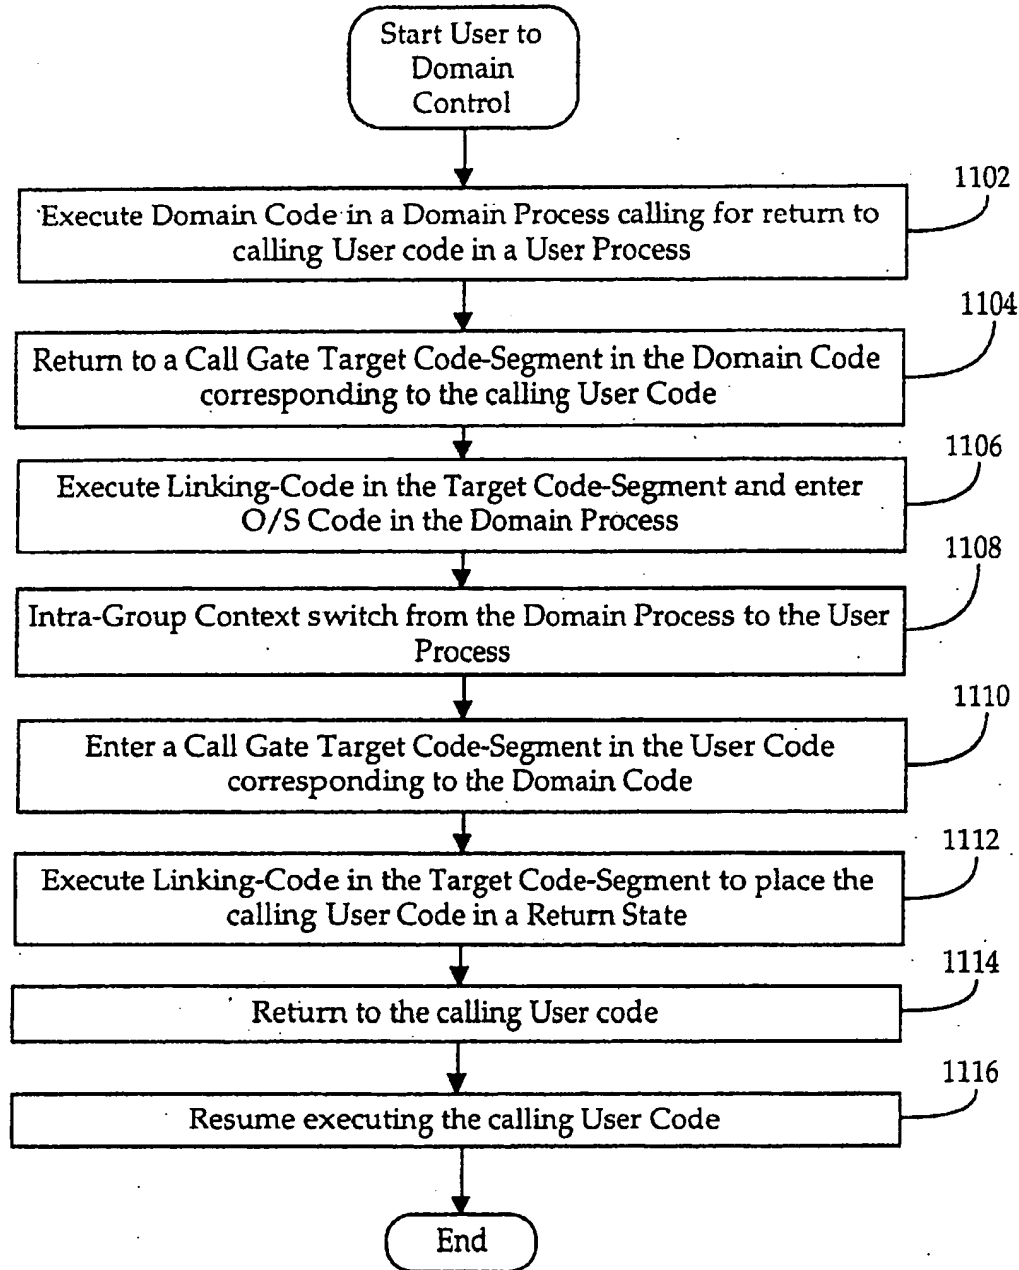 Start User to
Domain
Control
1102
Execute Domain Code in a Domain Process calling for return to
calling User code in a User Process
1104
Return to a Call Gate Target Code-Segment in the Domain Code
corresponding to the calling User Code
1106
Execute Linking-Code in the Target Code-Segment and enter
O/S Code in the Domain Process
1108
Intra-Group Context switch from the Domain Process to the User
Process
1110
Enter a Call Gate Target Code-Segment in the User Code
corresponding to the Domain Code
1112
Execute Linking-Code in the Target Code-Segment to place the
calling User Code in a Return State
1114
Return to the calling User code
1116
Resume executing the calling User Code
End